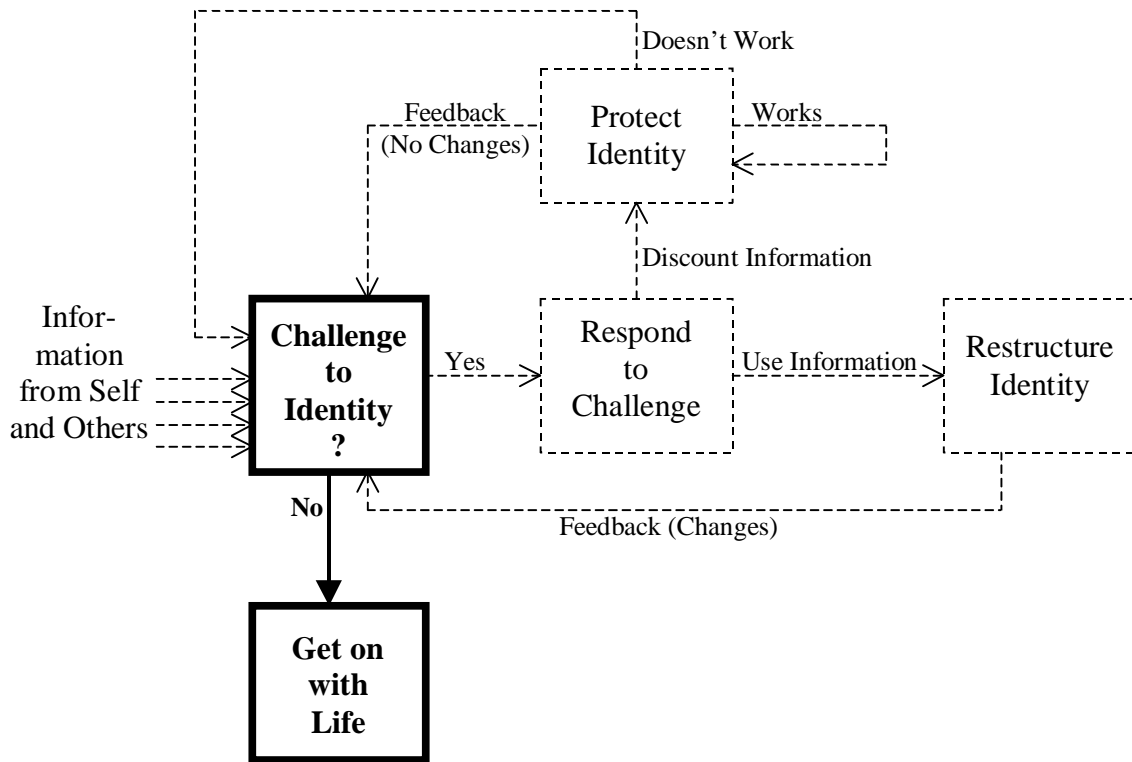 Doesn’t Work
Feedback
(No Changes)
Protect
Identity
Works
Discount Information
Infor-
mation
from Self
and Others
Challenge
to
Identity
?
Yes
Respond
to
Challenge
Use Information
Restructure
Identity
No
Feedback (Changes)
Get on
with
Life